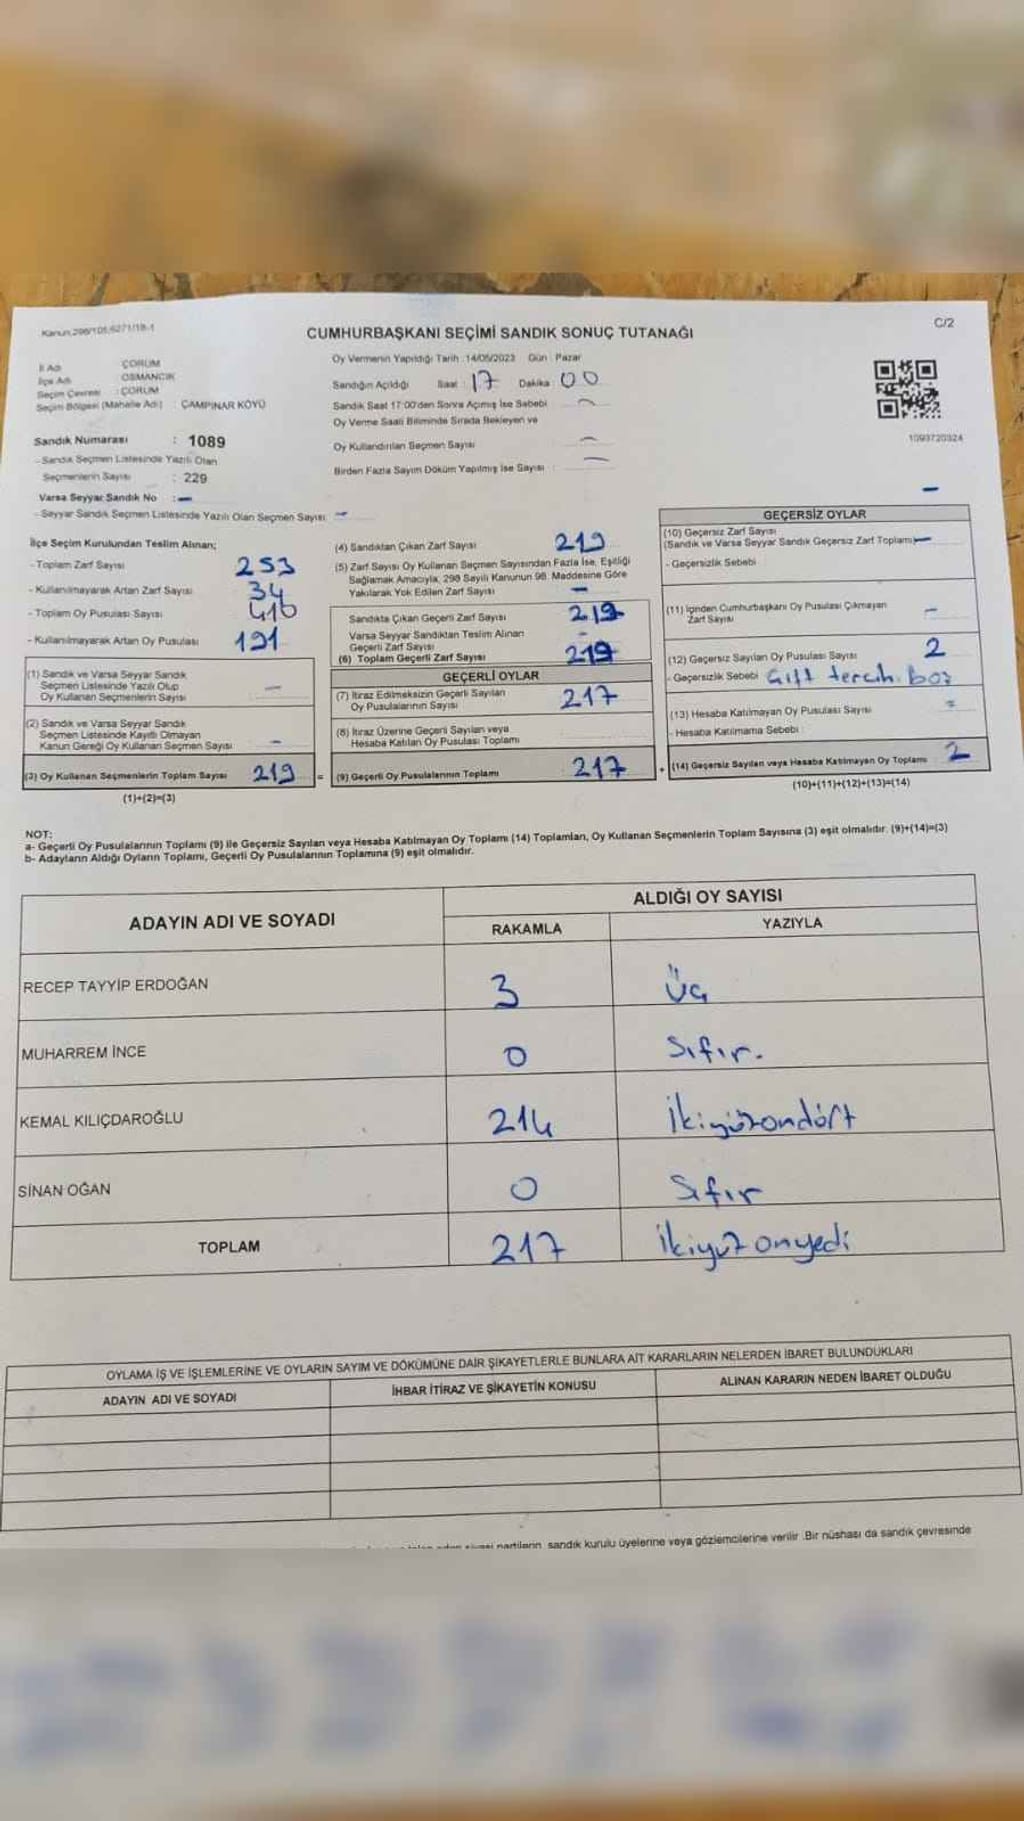 Kanun,298/105,6271/18-1
C/2
CUMHURBAŞKANI SEÇİMİ SANDIK SONUÇ TUTANAĞI
İl Adı : ÇORUM
İlçe Adı : OSMANCIK
Seçim Çevresi : ÇORUM
Seçim Bölgesi (Mahalle Adı) : ÇAMPINAR KÖYÜ
Sandık Numarası : 1089
- Sandık Seçmen Listesinde Yazılı Olan
Seçmenlerin Sayısı : 229
Varsa Seyyar Sandık No : -
- Seyyar Sandık Seçmen Listesinde Yazılı Olan Seçmen Sayısı : -
Oy Vermenin Yapıldığı Tarih : 14/05/2023 Gün : Pazar
Sandığın Açıldığı Saat : 17 Dakika : 00
Sandık Saat 17:00'den Sonra Açımış İse Sebebi : -
Oy Verme Saati Bitiminde Sırada Bekleyen ve
Oy Kullandırılan Seçmen Sayısı : -
Birden Fazla Sayım Döküm Yapılmış İse Sayısı : -
1093720324
İlçe Seçim Kurulundan Teslim Alınan;
- Toplam Zarf Sayısı 253
- Kullanılmayarak Artan Zarf Sayısı 34
- Toplam Oy Pusulası Sayısı 410
- Kullanılmayarak Artan Oy Pusulası 191
(1) Sandık ve Varsa Seyyar Sandık
Seçmen Listesinde Yazılı Olup
Oy Kullanan Seçmenlerin Sayısı -
(2) Sandık ve Varsa Seyyar Sandık
Seçmen Listesinde Kayıtlı Olmayan
Kanun Gereği Oy Kullanan Seçmen Sayısı -
(3) Oy Kullanan Seçmenlerin Toplam Sayısı 219 =
(1)+(2)=(3)
(4) Sandıktan Çıkan Zarf Sayısı 219
(5) Zarf Sayısı Oy Kullanan Seçmen Sayısından Fazla İse, Eşitliği
Sağlamak Amacıyla, 298 Sayılı Kanunun 98. Maddesine Göre
Yakılarak Yok Edilen Zarf Sayısı -
Sandıkta Çıkan Geçerli Zarf Sayısı 219
Varsa Seyyar Sandıktan Teslim Alınan
Geçerli Zarf Sayısı -
(6) Toplam Geçerli Zarf Sayısı 219
GEÇERLİ OYLAR
(7) İtiraz Edilmeksizin Geçerli Sayılan
Oy Pusulalarının Sayısı 217
(8) İtiraz Üzerine Geçerli Sayılan veya
Hesaba Katılan Oy Pusulası Toplamı
(9) Geçerli Oy Pusulalarının Toplamı 217 +
GEÇERSİZ OYLAR
(10) Geçersiz Zarf Sayısı
(Sandık ve Varsa Seyyar Sandık Geçersiz Zarf Toplamı) -
- Geçersizlik Sebebi
(11) İçinden Cumhurbaşkanı Oy Pusulası Çıkmayan
Zarf Sayısı -
(12) Geçersiz Sayılan Oy Pusulası Sayısı 2
- Geçersizlik Sebebi Çift tercih. boş
(13) Hesaba Katılmayan Oy Pusulası Sayısı -
- Hesaba Katılmama Sebebi :
(14) Geçersiz Sayılan veya Hesaba Katılmayan Oy Toplamı 2
(10)+(11)+(12)+(13)=(14)
NOT:
a- Geçerli Oy Pusulalarının Toplamı (9) ile Geçersiz Sayılan veya Hesaba Katılmayan Oy Toplamı (14) Toplamları, Oy Kullanan Seçmenlerin Toplam Sayısına (3) eşit olmalıdır. (9)+(14)=(3)
b- Adayların Aldığı Oyların Toplamı, Geçerli Oy Pusulalarının Toplamına (9) eşit olmalıdır.
ADAYIN ADI VE SOYADI ALDIĞI OY SAYISI
RAKAMLA YAZIYLA
RECEP TAYYİP ERDOĞAN 3 Üç
MUHARREM İNCE 0 Sıfır.
KEMAL KILIÇDAROĞLU 214 İkiyüzondört
SİNAN OĞAN 0 Sıfır
TOPLAM 217 ikiyüz onyedi
OYLAMA İŞ VE İŞLEMLERİNE VE OYLARIN SAYIM VE DÖKÜMÜNE DAİR ŞİKAYETLERLE BUNLARA AİT KARARLARIN NELERDEN İBARET BULUNDUKLARI
ADAYIN ADI VE SOYADI İHBAR İTİRAZ VE ŞİKAYETİN KONUSU ALINAN KARARIN NEDEN İBARET OLDUĞU
siyasi partilerin, sandık kurulu üyelerine veya gözlemcilerine verilir. Bir nüshası da sandık çevresinde